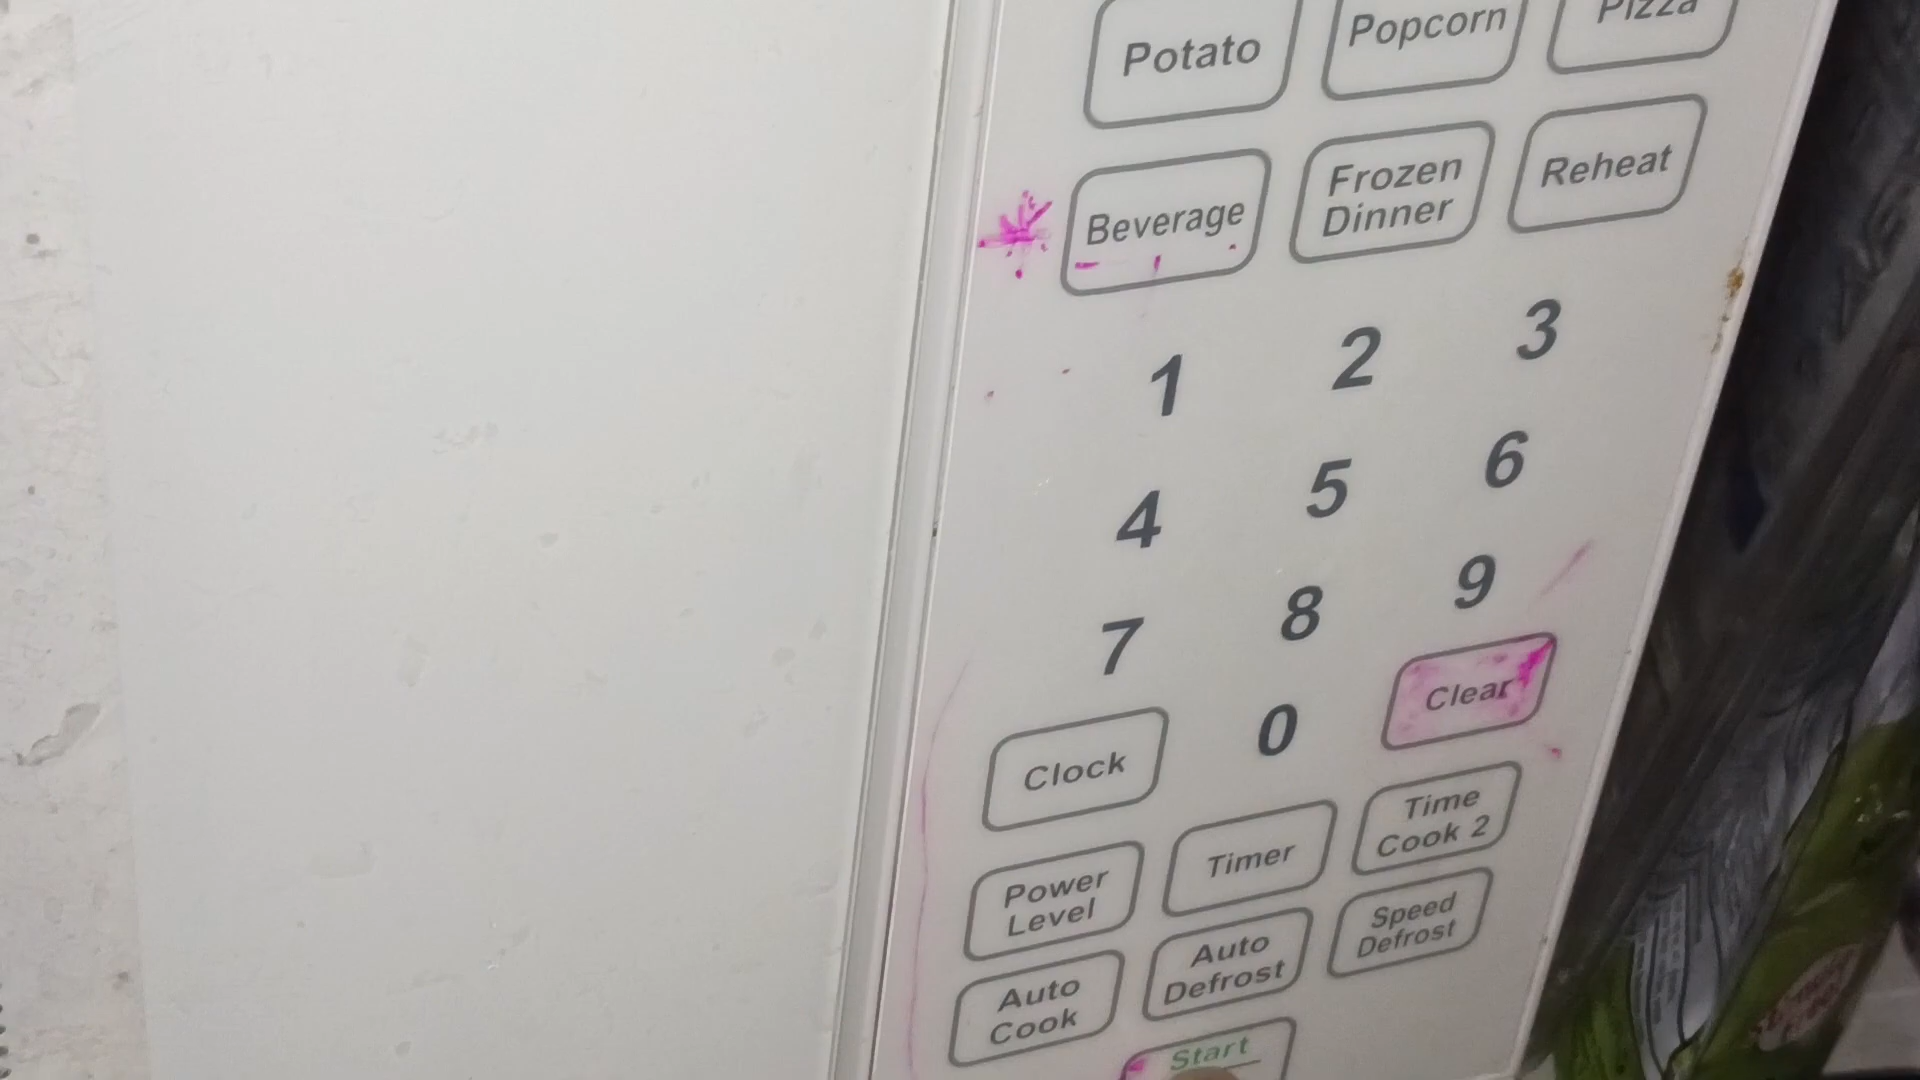 Potato
Popcorn
Pizza
Beverage
Frozen
Dinner
Reheat
1
2
3
4
5
6
7
8
9
Clock
0
Clear
Power
Level
Timer
Time
Cook 2
Auto
Cook
Auto
Defrost
Speed
Defrost
Start